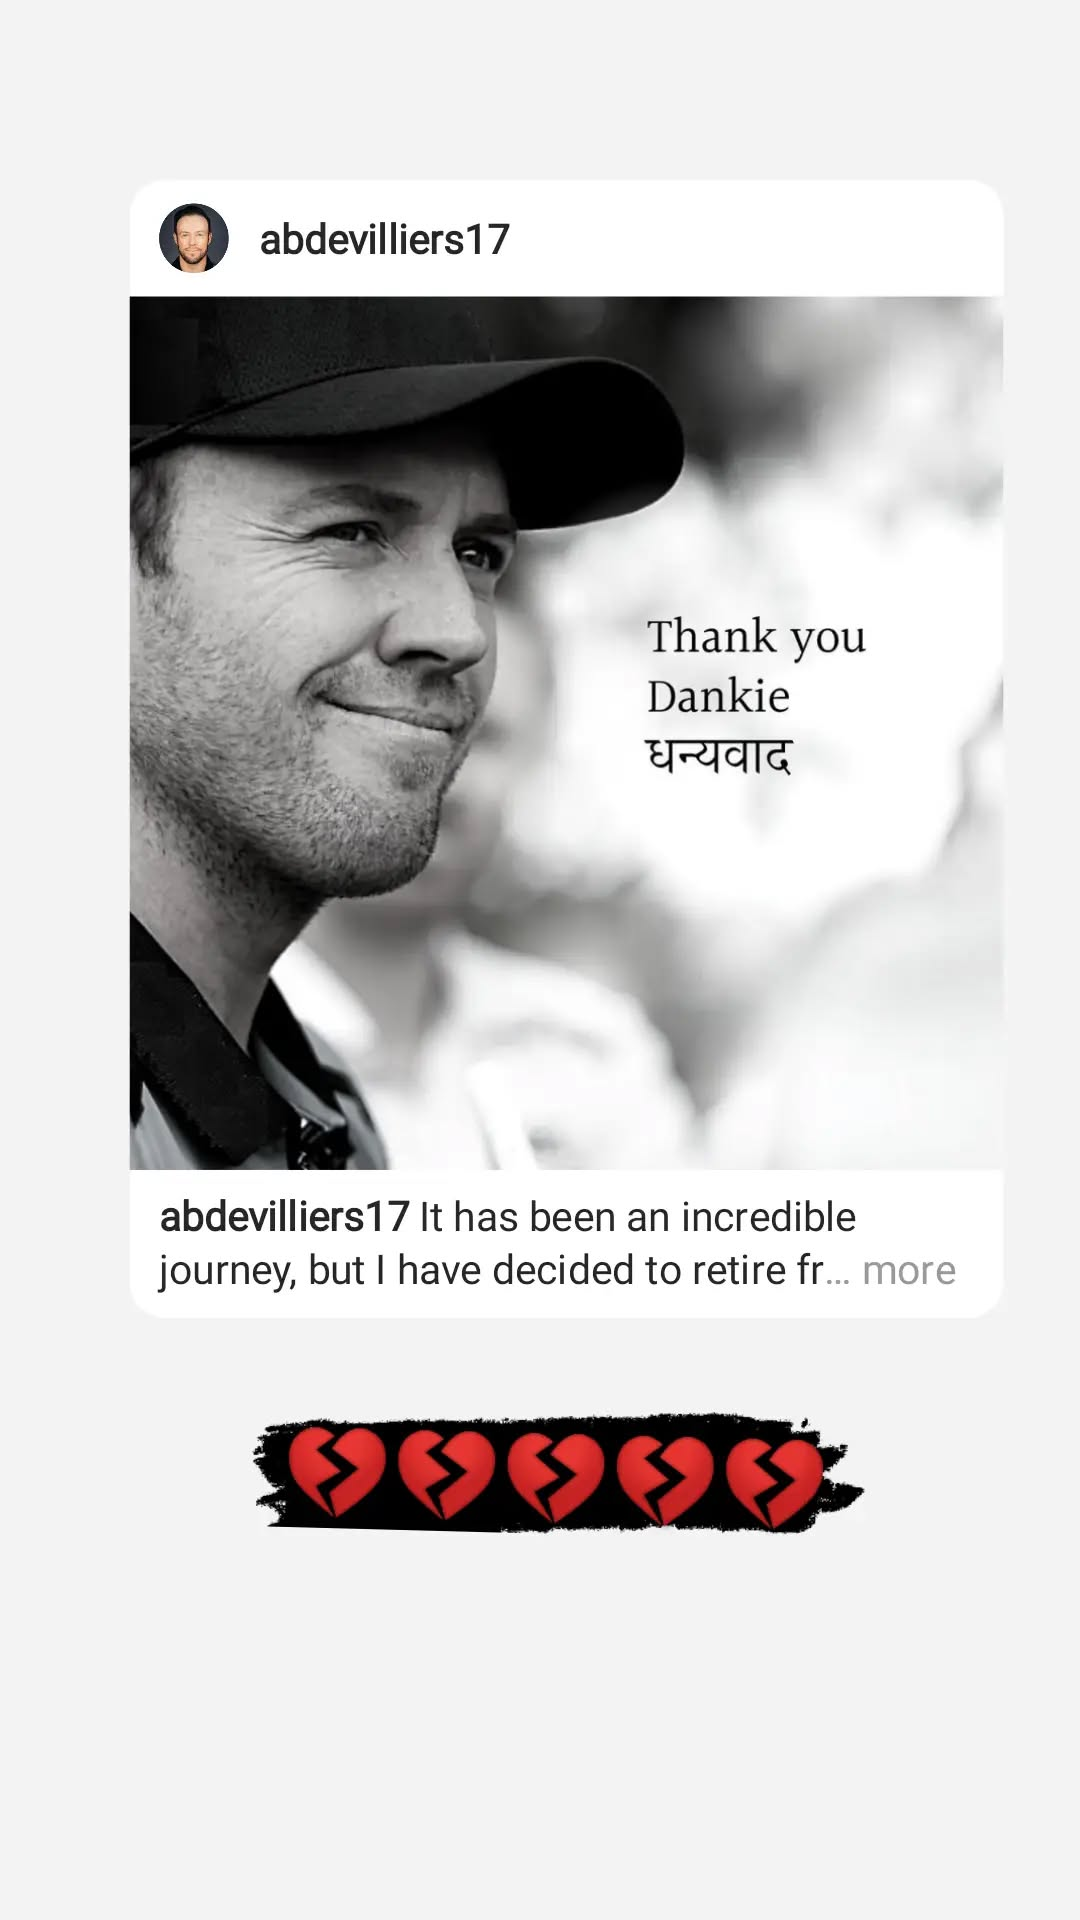 abdevilliers17
Thank you
Dankie
धन्यवाद
abdevilliers17 It has been an incredible
journey, but I have decided to retire fr... more
💔💔💔💔💔